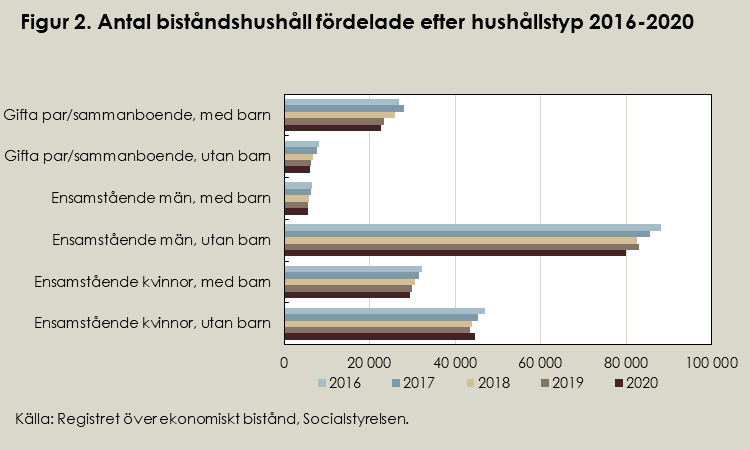 Figur 2. Antal biståndshushåll fördelade efter hushållstyp 2016-2020
Gifta par/sammanboende, med barn
Gifta par/sammanboende, utan barn
Ensamstående män, med barn
Ensamstående män, utan barn
Ensamstående kvinnor, med barn
Ensamstående kvinnor, utan barn
0 20 000 40 000 60 000 80 000 100 000
2016 2017 2018 2019 2020
Källa: Registret över ekonomiskt bistånd, Socialstyrelsen.